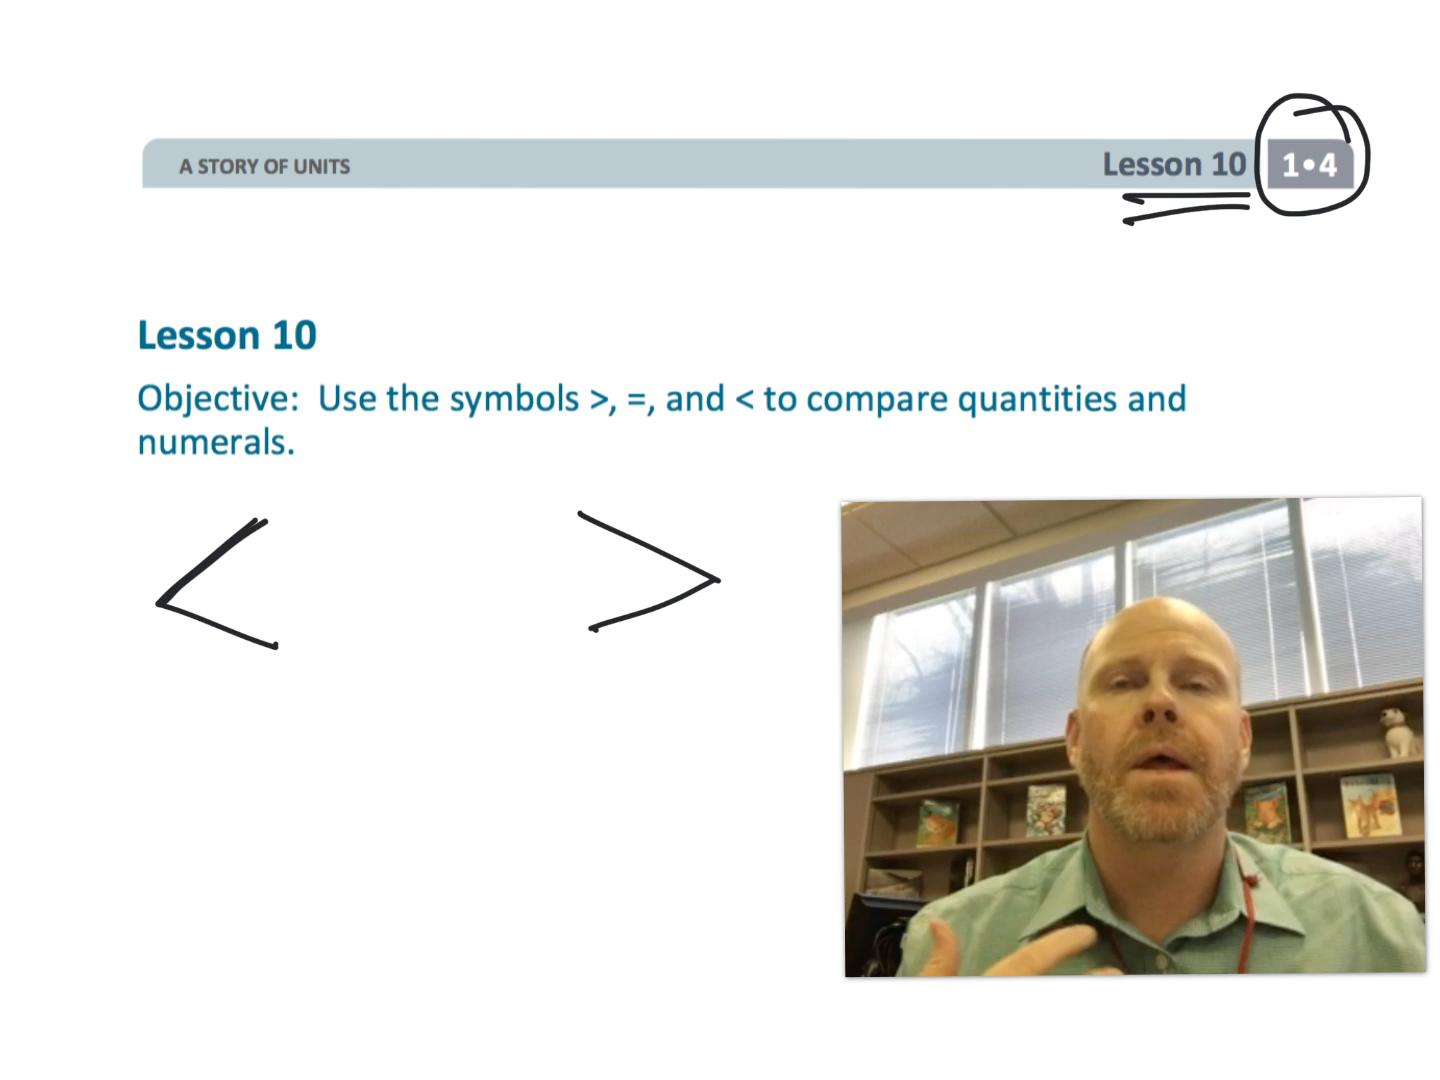 A STORY OF UNITS
Lesson 10 1•4
Lesson 10
Objective: Use the symbols >, =, and < to compare quantities and
numerals.
< >